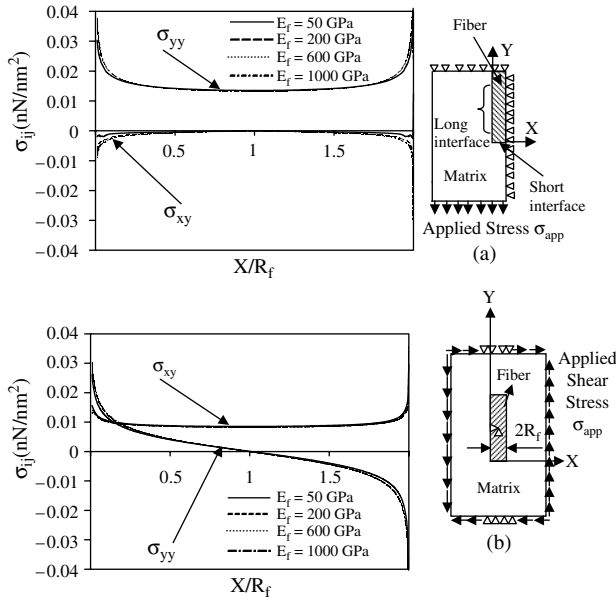 0.04
0.03
0.02
0.01
0
−0.01
−0.02
−0.03
−0.04
σij(nN/nm²)
σyy
σxy
Ef = 50 GPa
Ef = 200 GPa
Ef = 600 GPa
Ef = 1000 GPa
0.5
1
1.5
X/Rf
Fiber
Y
Long
interface
X
Matrix
Short
interface
Applied Stress σapp
(a)
0.04
0.03
0.02
0.01
0.00
−0.01
−0.02
−0.03
−0.04
σij(nN/nm²)
σxy
σyy
0.5
1
1.5
2
Ef = 50 GPa
Ef = 200 GPa
Ef = 600 GPa
Ef = 1000 GPa
X/Rf
Y
Fiber
Applied
Shear
Stress
σapp
2Rf
X
Matrix
(b)